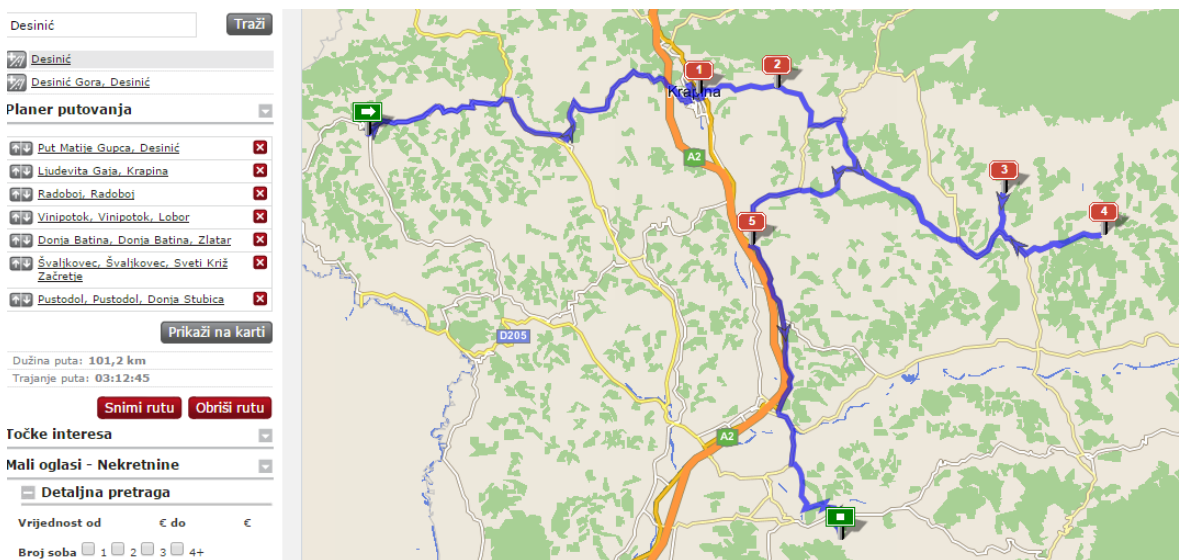 Desinić
Traži
Desinić
Desinić Gora, Desinić
Planer putovanja
Put Matije Gupca, Desinić
Ljudevita Gaja, Krapina
Radoboj, Radoboj
Vinipotok, Vinipotok, Lobor
Donja Batina, Donja Batina, Zlatar
Švaljkovec, Švaljkovec, Sveti Križ
Začretje
Pustodol, Pustodol, Donja Stubica
Prikaži na karti
Dužina puta: 101,2 km
Trajanje puta: 03:12:45
Snimi rutu
Obriši rutu
Točke interesa
Mali oglasi - Nekretnine
Detaljna pretraga
Vrijednost od € do €
Broj soba 1 2 3 4+
1
2
Krapina
A2
3
4
5
D205
A2